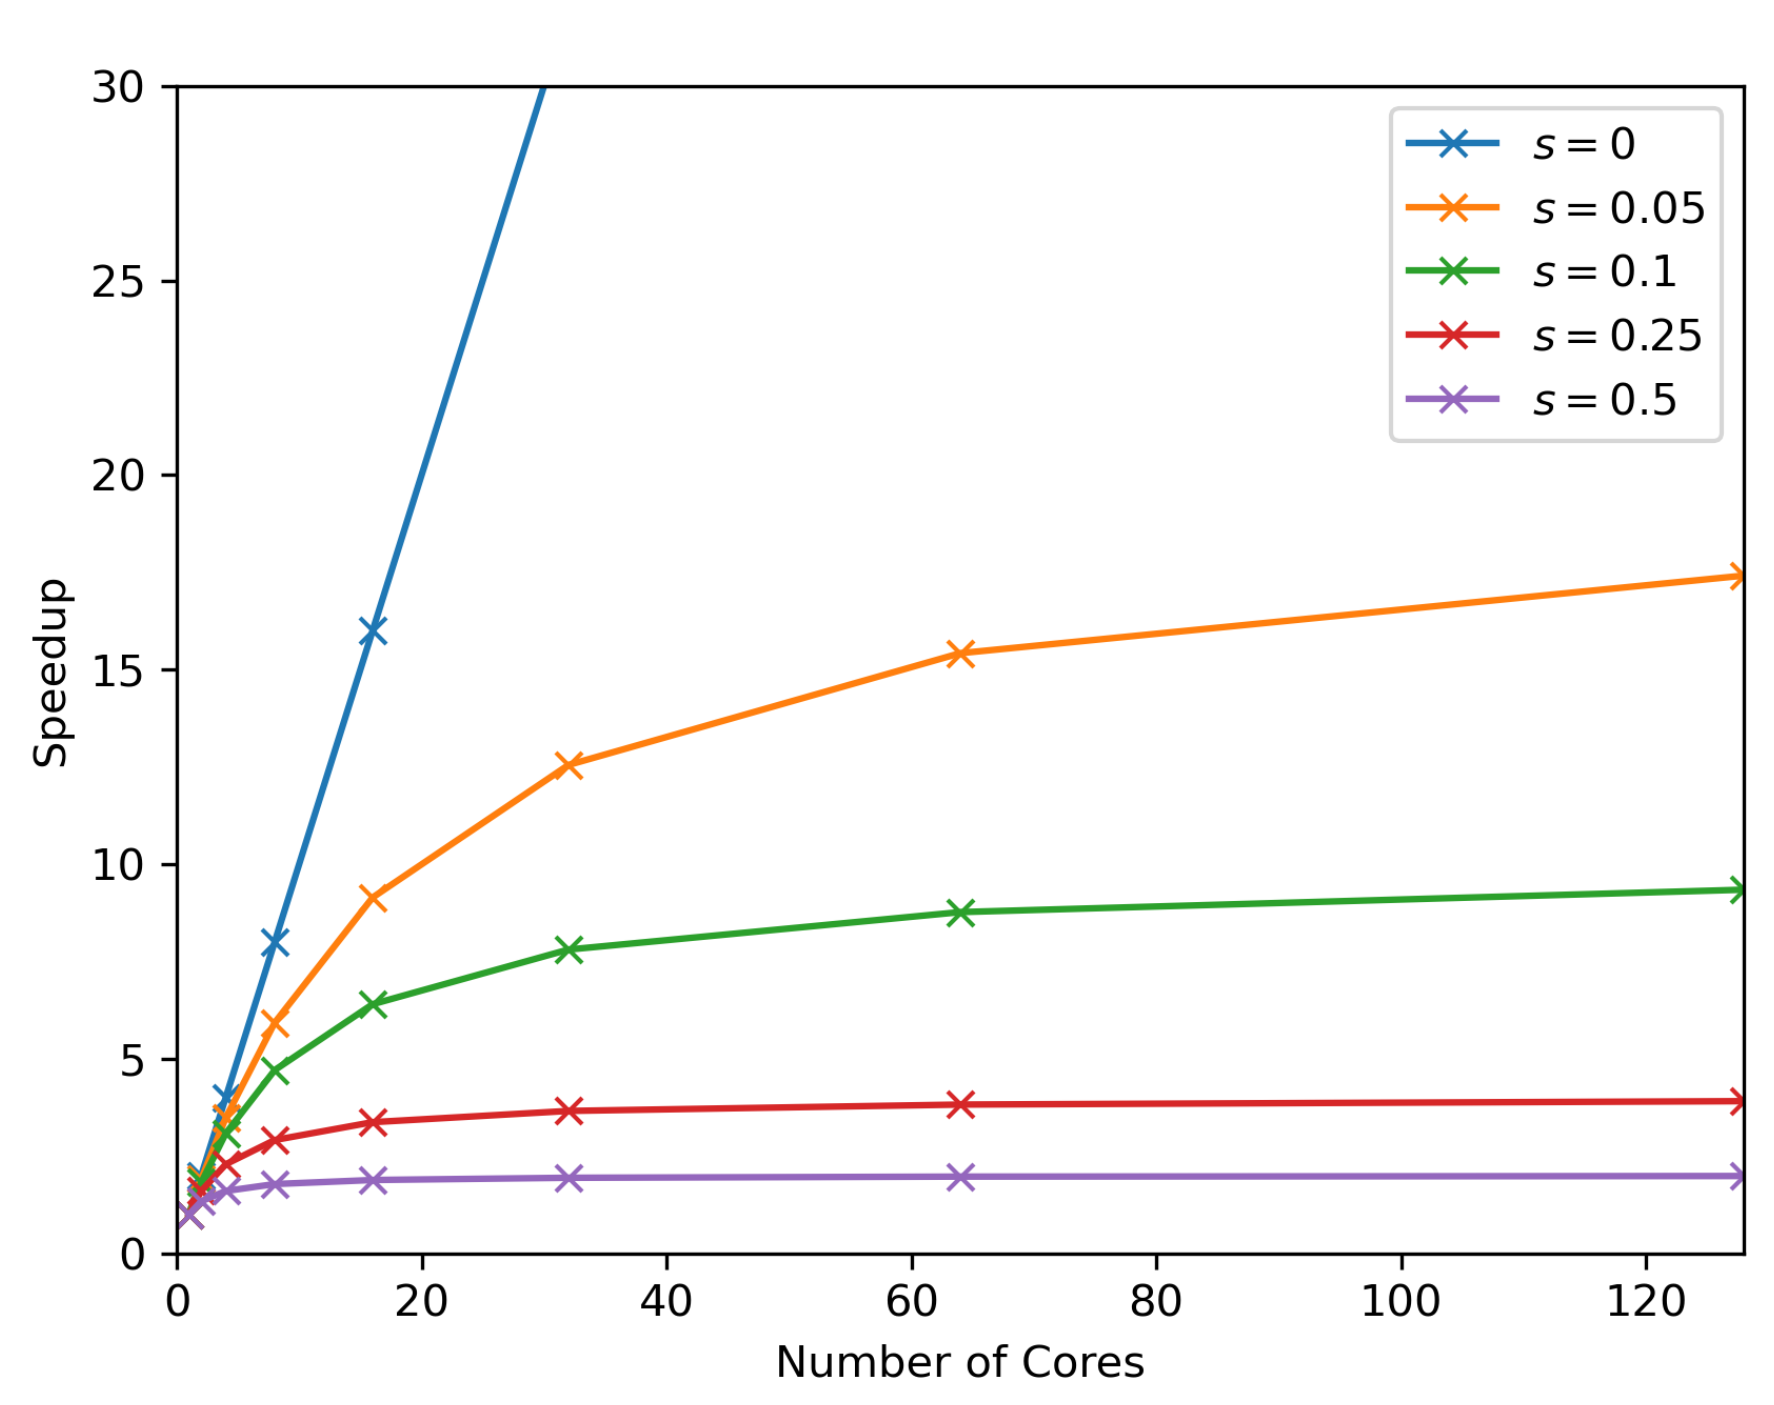 30
25
20
15
10
5
0
Speedup
0 20 40 60 80 100 120
Number of Cores
s = 0
s = 0.05
s = 0.1
s = 0.25
s = 0.5